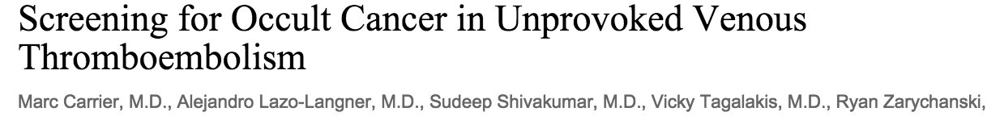 Screening for Occult Cancer in Unprovoked Venous
Thromboembolism
Marc Carrier, M.D., Alejandro Lazo-Langner, M.D., Sudeep Shivakumar, M.D., Vicky Tagalakis, M.D., Ryan Zarychanski,